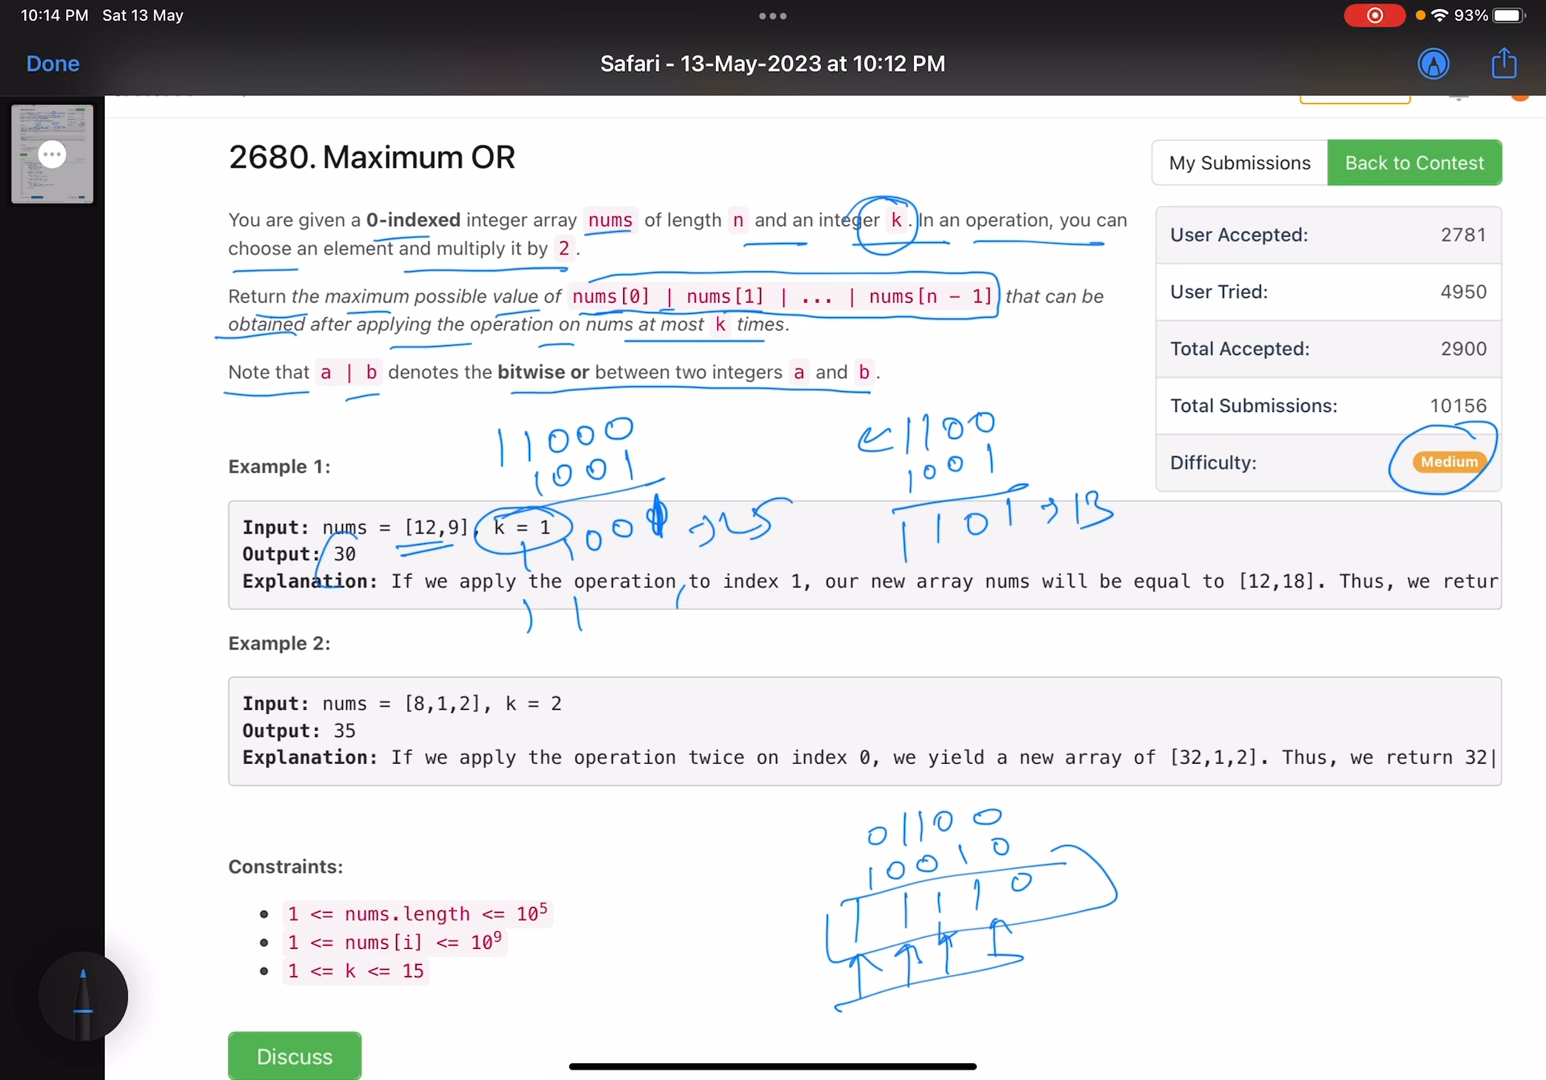 10:14 PM Sat 13 May
93%
Done
Safari - 13-May-2023 at 10:12 PM
2680. Maximum OR
My Submissions
Back to Contest
You are given a 0-indexed integer array nums of length n and an integer k. In an operation, you can
choose an element and multiply it by 2.
Return the maximum possible value of nums[0] | nums[1] | ... | nums[n - 1] that can be
obtained after applying the operation on nums at most k times.
Note that a | b denotes the bitwise or between two integers a and b.
User Accepted: 2781
User Tried: 4950
Total Accepted: 2900
Total Submissions: 10156
Difficulty: Medium
11000
1001
1100
1001
1101 → 13
Example 1:
Input: nums = [12,9], k = 1
→ 25
Output: 30
Explanation: If we apply the operation to index 1, our new array nums will be equal to [12,18]. Thus, we retur
Example 2:
Input: nums = [8,1,2], k = 2
Output: 35
Explanation: If we apply the operation twice on index 0, we yield a new array of [32,1,2]. Thus, we return 32|
01100
10010
11110
Constraints:
1 <= nums.length <= 10⁵
1 <= nums[i] <= 10⁹
1 <= k <= 15
Discuss